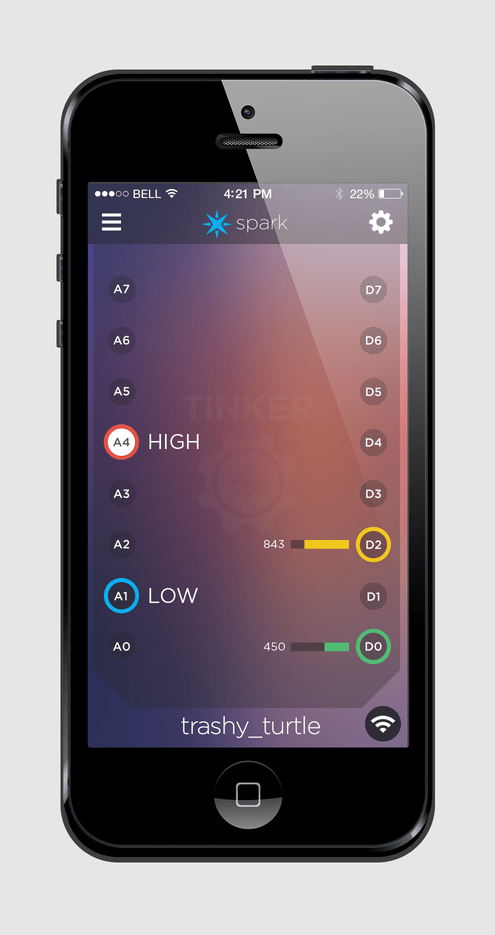 BELL 4:21 PM 22%
spark
A7 D7
A6 D6
A5 D5
TINKER
A4 HIGH D4
A3 D3
A2 843 D2
A1 LOW D1
A0 450 D0
trashy_turtle